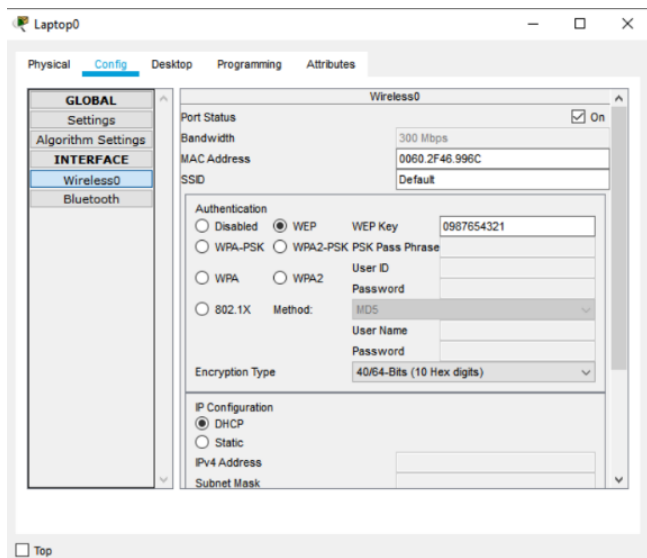 Laptop0
Physical Config Desktop Programming Attributes
GLOBAL
Settings
Algorithm Settings
INTERFACE
Wireless0
Bluetooth
Wireless0
Port Status On
Bandwidth 300 Mbps
MAC Address 0060.2F46.996C
SSID Default
Authentication
Disabled WEP WEP Key 0987654321
WPA-PSK WPA2-PSK PSK Pass Phrase
User ID
WPA WPA2
Password
802.1X Method: MD5
User Name
Password
Encryption Type 40/64-Bits (10 Hex digits)
IP Configuration
DHCP
Static
IPv4 Address
Subnet Mask
Top